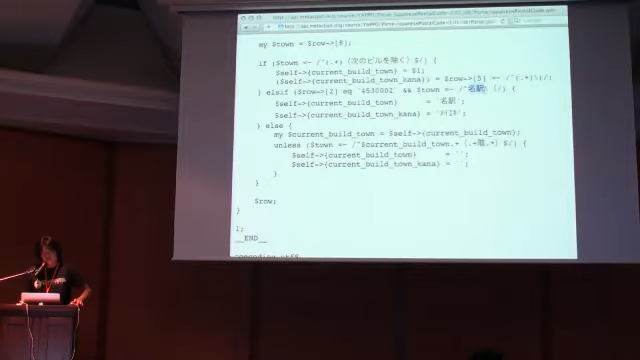 my $town = $row->[8];
if ($town =~ /^(.+)（次のビルを除く）$/) {
$self->{current_build_town} = $1;
($self->{current_build_town_kana}) = $row->[5] =~ /^(.+)\(/;
} elsif ($row->[2] eq '4530002' && $town =~ /^名駅\（/) {
$self->{current_build_town} = '名駅';
$self->{current_build_town_kana} = 'ﾒｲｴｷ';
} else {
my $current_build_town = $self->{current_build_town};
unless ($town =~ /^$current_build_town.+（.+階.+）$/) {
$self->{current_build_town} = '';
$self->{current_build_town_kana} = '';
}
}
$row;
}
1;
__END__